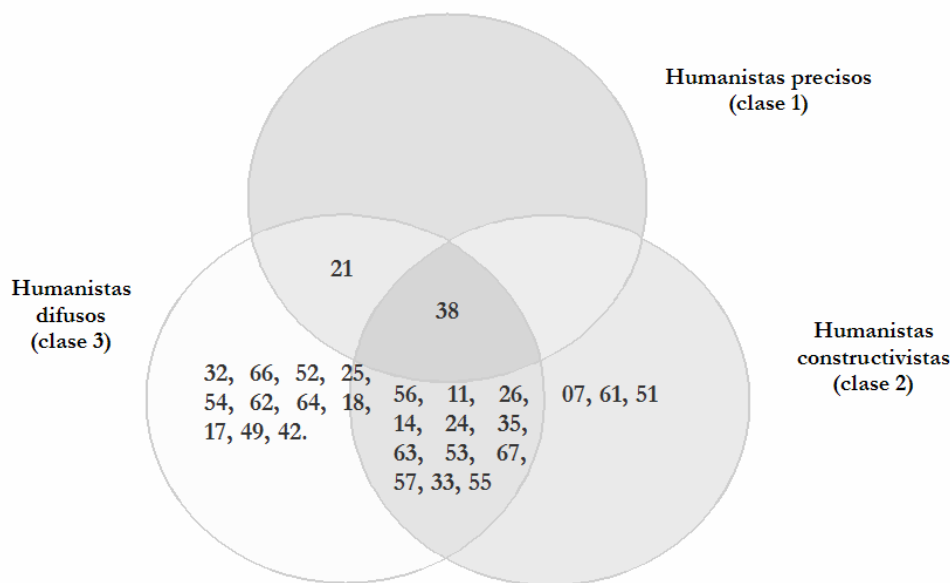 Humanistas precisos
(clase 1)
21
38
Humanistas
difusos
(clase 3)
Humanistas
constructivistas
(clase 2)
32, 66, 52, 25,
54, 62, 64, 18,
17, 49, 42.
56, 11, 26,
14, 24, 35,
63, 53, 67,
57, 33, 55
07, 61, 51